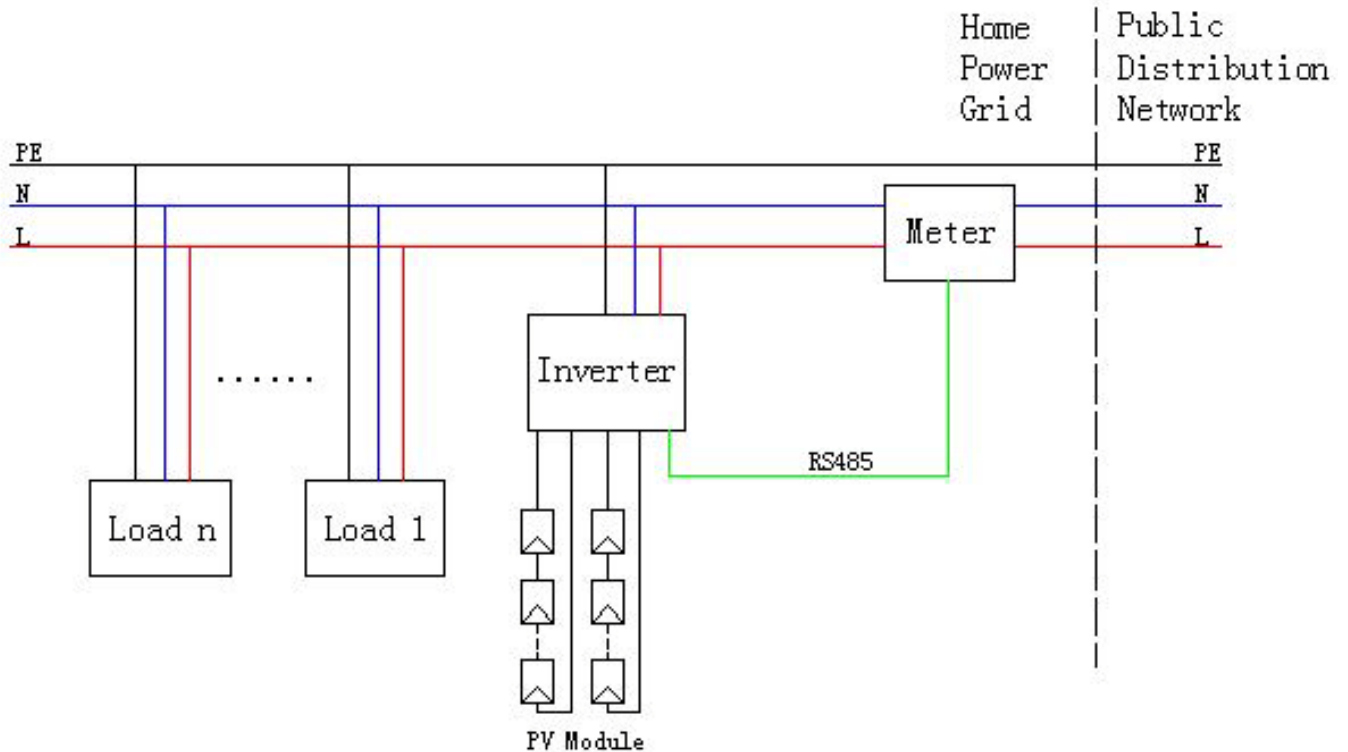 Home Power Grid
Public Distribution Network
PE
PE
N
N
L
L
Meter
Inverter
......
RS485
Load n
Load 1
PV Module